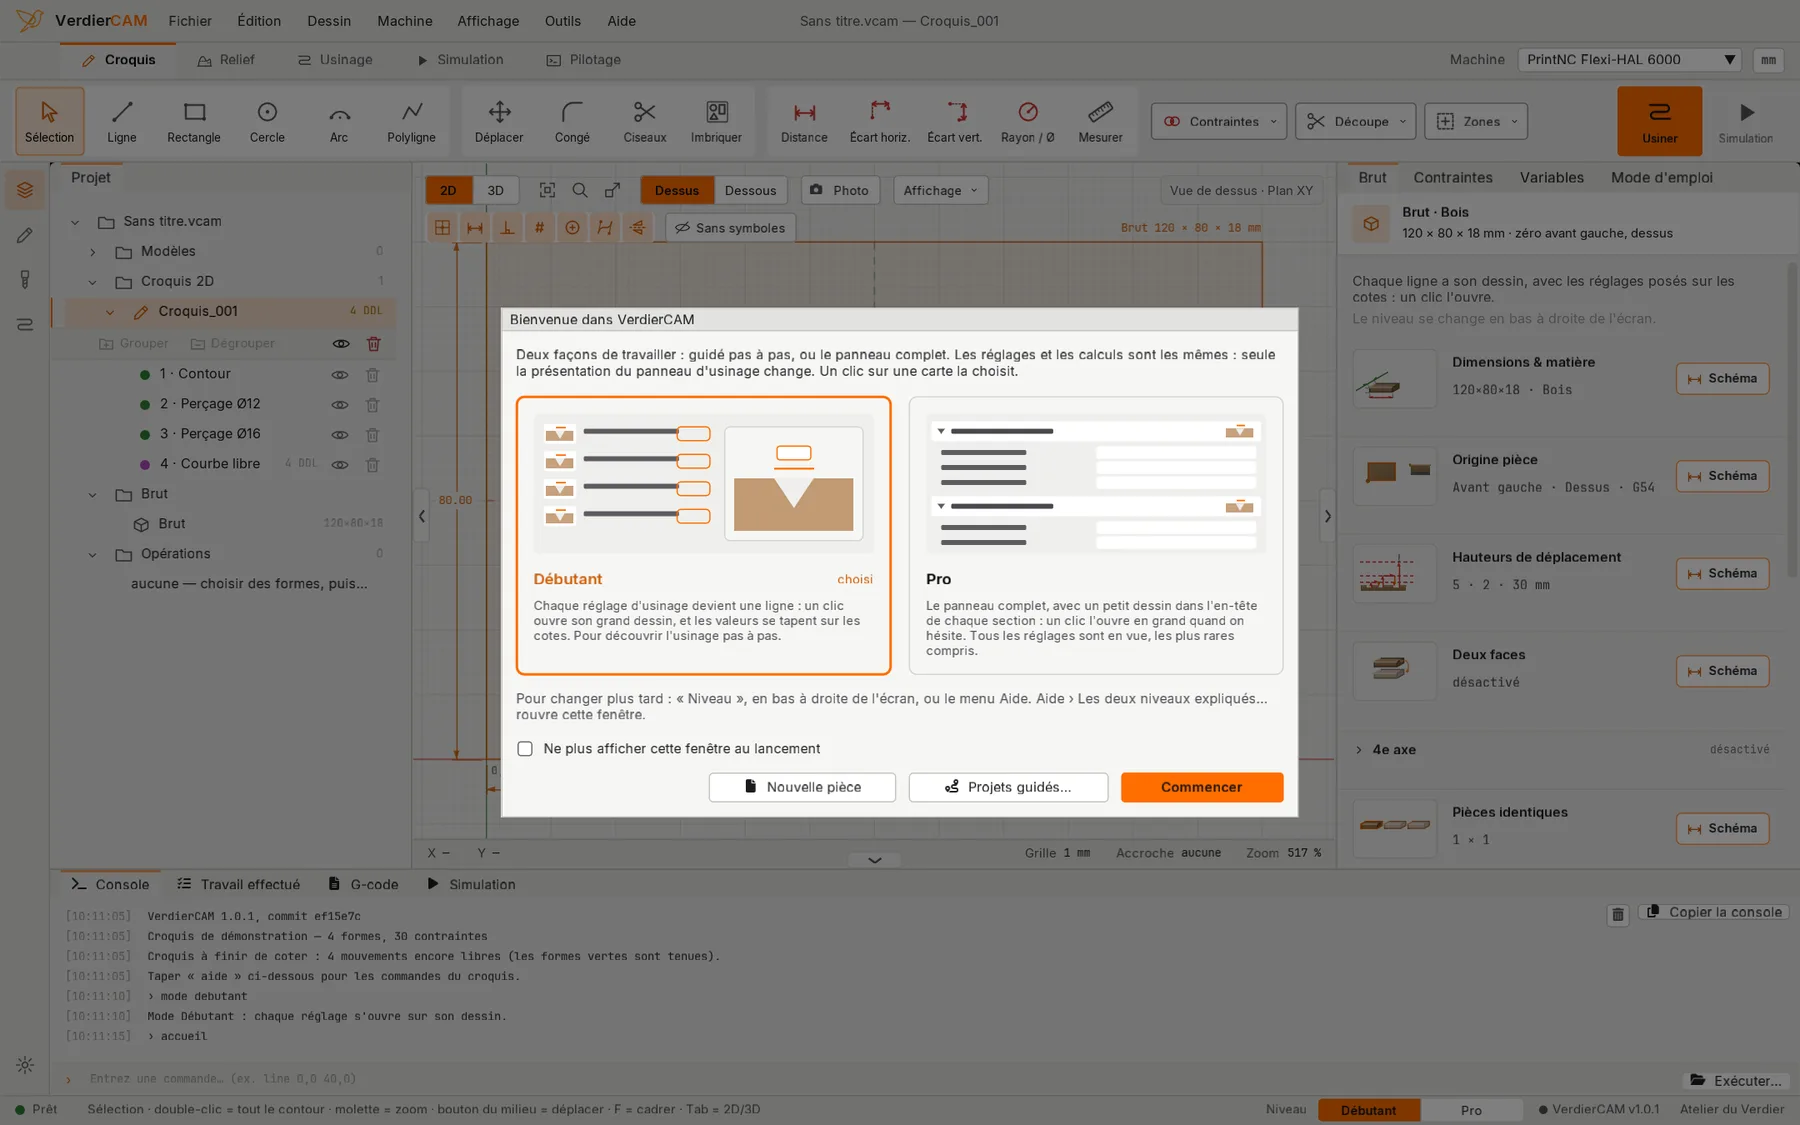 VerdierCAM Fichier Édition Dessin Machine Affichage Outils Aide Sans titre.vcam — Croquis_001
Croquis Relief Usinage Simulation Pilotage Machine PrintNC Flexi-HAL 6000 mm
Sélection Ligne Rectangle Cercle Arc Polyligne Déplacer Congé Ciseaux Imbriquer Distance Écart horiz. Écart vert. Rayon / Ø Mesurer Contraintes Découpe Zones Usiner Simulation
Projet
Sans titre.vcam
Modèles 0
Croquis 2D 1
Croquis_001 4 DDL
Grouper Dégrouper
1 · Contour
2 · Perçage Ø12
3 · Perçage Ø16
4 · Courbe libre 4 DDL
Brut
Brut 120×80×18
Opérations 0
aucune — choisir des formes, puis...
2D 3D Dessus Dessous Photo Affichage Vue de dessus · Plan XY
# Sans symboles Brut 120 × 80 × 18 mm
80.00
0
Bienvenue dans VerdierCAM
Deux façons de travailler : guidé pas à pas, ou le panneau complet. Les réglages et les calculs sont les mêmes : seule
la présentation du panneau d'usinage change. Un clic sur une carte la choisit.
Débutant choisi
Chaque réglage d'usinage devient une ligne : un clic
ouvre son grand dessin, et les valeurs se tapent sur les
cotes. Pour découvrir l'usinage pas à pas.
Pro
Le panneau complet, avec un petit dessin dans l'en-tête
de chaque section : un clic l'ouvre en grand quand on
hésite. Tous les réglages sont en vue, les plus rares
compris.
Pour changer plus tard : « Niveau », en bas à droite de l'écran, ou le menu Aide. Aide › Les deux niveaux expliqués...
rouvre cette fenêtre.
Ne plus afficher cette fenêtre au lancement
Nouvelle pièce Projets guidés... Commencer
X — Y — Grille 1 mm Accroche aucune Zoom 517 %
Brut Contraintes Variables Mode d'emploi
Brut · Bois
120 × 80 × 18 mm · zéro avant gauche, dessus
Chaque ligne a son dessin, avec les réglages posés sur les
cotes : un clic l'ouvre.
Le niveau se change en bas à droite de l'écran.
Dimensions & matière
120×80×18 · Bois
Schéma
Origine pièce
Avant gauche · Dessus · G54
Schéma
Hauteurs de déplacement
5 · 2 · 30 mm
Schéma
Deux faces
désactivé
Schéma
4e axe désactivé
Pièces identiques
1 × 1
Schéma
Console Travail effectué G-code Simulation
Copier la console
[10:11:05] VerdierCAM 1.0.1, commit ef15e7c
[10:11:05] Croquis de démonstration — 4 formes, 30 contraintes
[10:11:05] Croquis à finir de coter : 4 mouvements encore libres (les formes vertes sont tenues).
[10:11:05] Taper « aide » ci-dessous pour les commandes du croquis.
[10:11:10] › mode debutant
[10:11:10] Mode Débutant : chaque réglage s'ouvre sur son dessin.
[10:11:15] › accueil
› Entrez une commande… (ex. line 0,0 40,0) Exécuter...
Prêt Sélection · double-clic = tout le contour · molette = zoom · bouton du milieu = déplacer · F = cadrer · Tab = 2D/3D Niveau Débutant Pro VerdierCAM v1.0.1 Atelier du Verdier